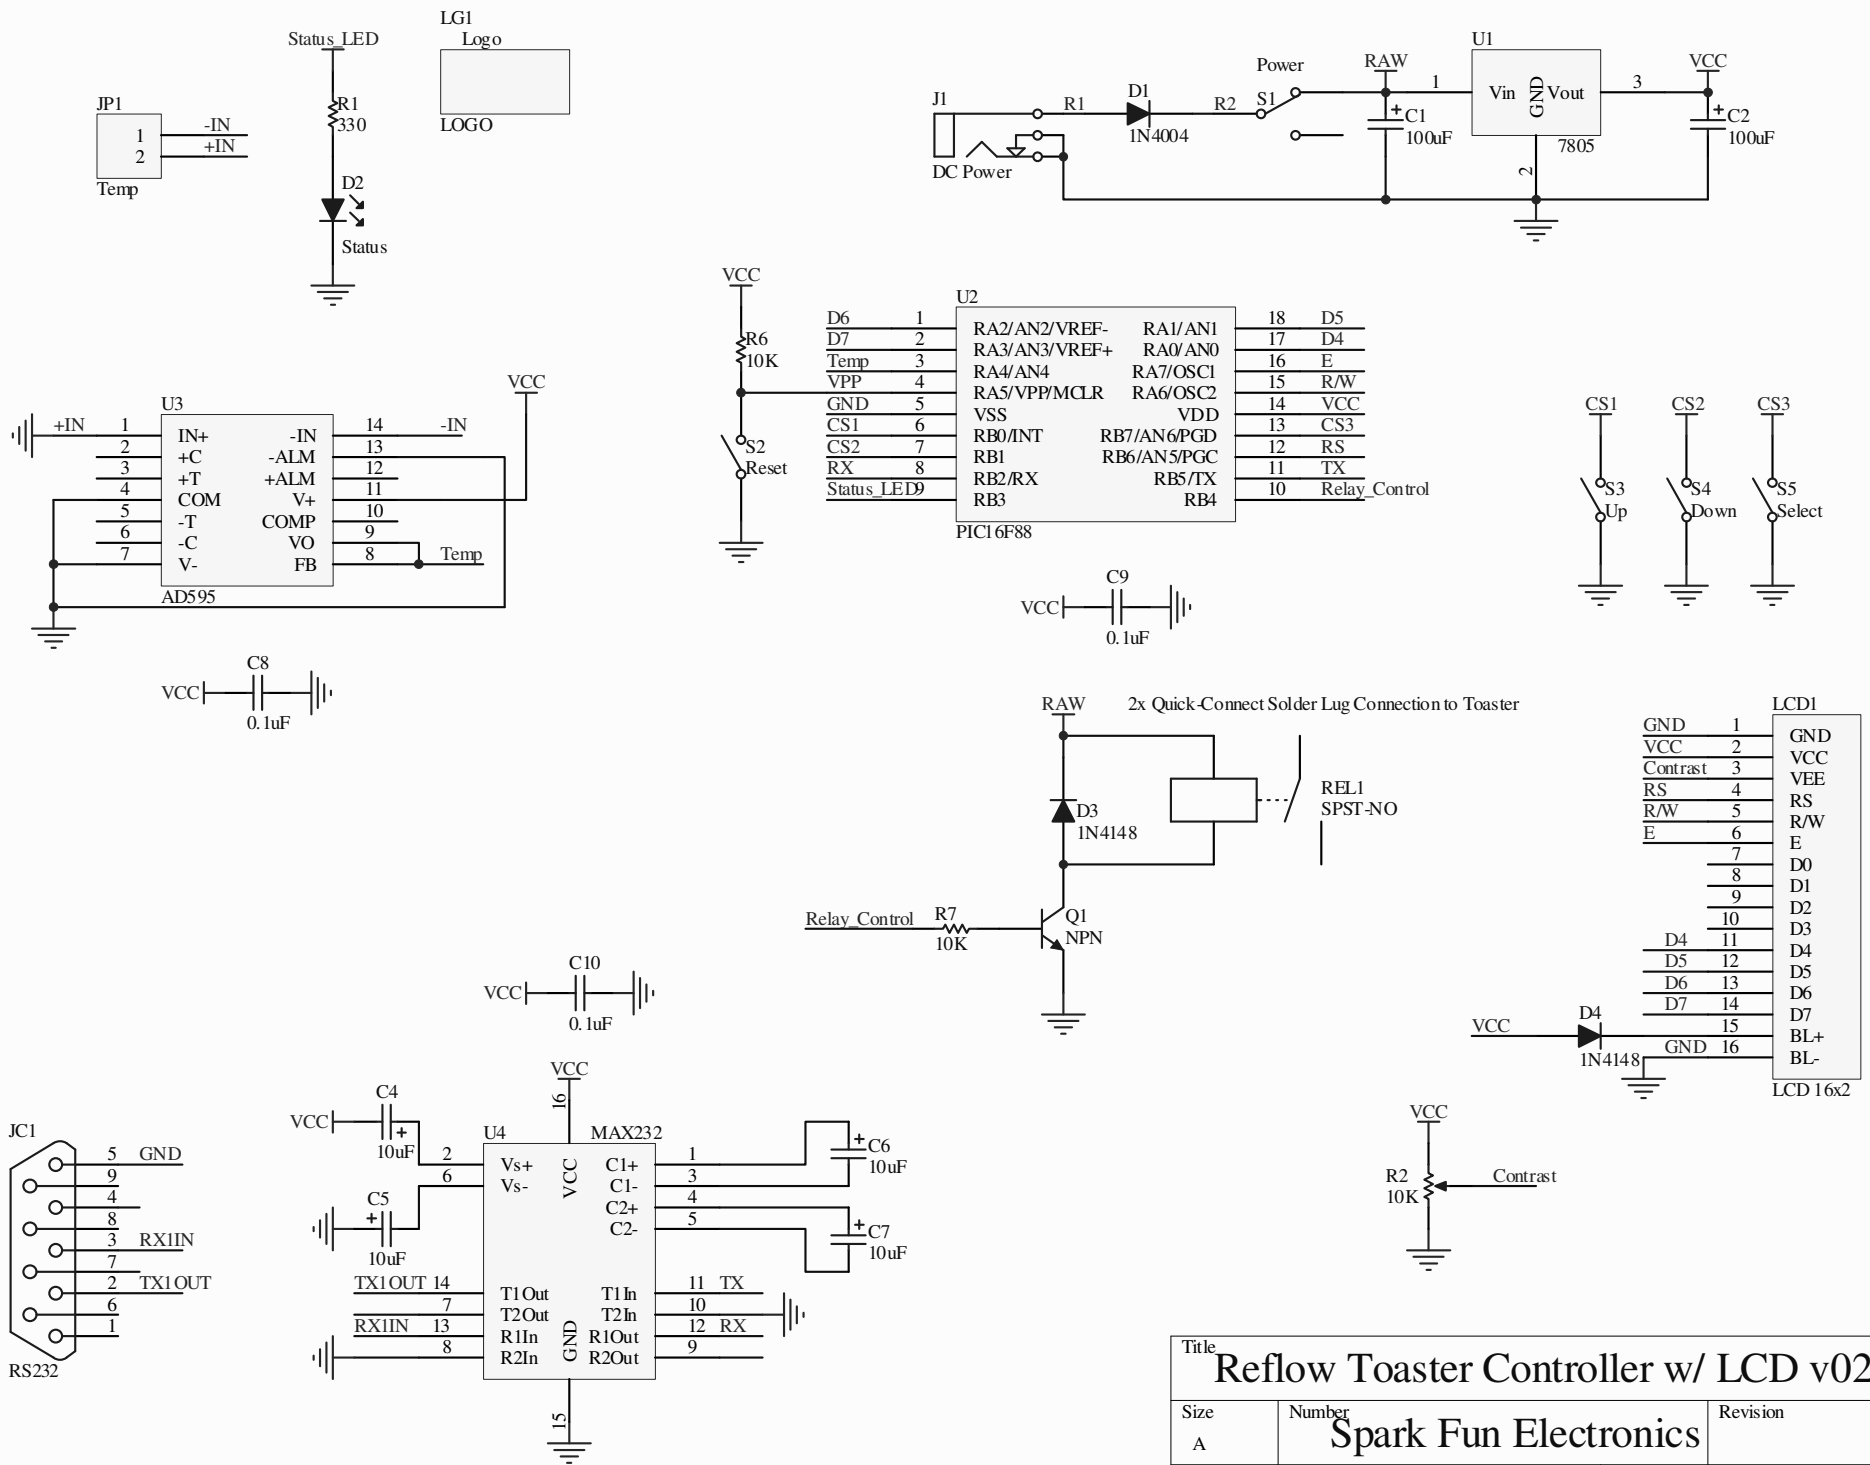 LG1
Logo
LOGO
Status_LED
R1
330
D2
Status
JP1
1 -IN
2 +IN
Temp
J1
DC Power
R1
D1
1N4004
R2
Power
S1
RAW
+
C1
100uF
U1
1 Vin GND Vout 3
2
7805
VCC
+
C2
100uF
VCC
R6
10K
S2
Reset
U2
D6 1 RA2/AN2/VREF- RA1/AN1 18 D5
D7 2 RA3/AN3/VREF+ RA0/AN0 17 D4
Temp 3 RA4/AN4 RA7/OSC1 16 E
VPP 4 RA5/VPP/MCLR RA6/OSC2 15 R/W
GND 5 VSS VDD 14 VCC
CS1 6 RB0/INT RB7/AN6/PGD 13 CS3
CS2 7 RB1 RB6/AN5/PGC 12 RS
RX 8 RB2/RX RB5/TX 11 TX
Status_LED 9 RB3 RB4 10 Relay_Control
PIC16F88
VCC
U3
+IN 1 IN+ -IN 14 -IN
2 +C -ALM 13
3 +T +ALM 12
4 COM V+ 11
5 -T COMP 10
6 -C VO 9
7 V- FB 8 Temp
AD595
CS1 CS2 CS3
S3 S4 S5
Up Down Select
C9
VCC
0.1uF
C8
VCC
0.1uF
RAW
2x Quick-Connect Solder Lug Connection to Toaster
D3
1N4148
REL1
SPST-NO
Relay_Control
R7
10K
Q1
NPN
LCD1
GND 1 GND
VCC 2 VCC
Contrast 3 VEE
RS 4 RS
R/W 5 R/W
E 6 E
7 D0
8 D1
9 D2
10 D3
D4 11 D4
D5 12 D5
D6 13 D6
D7 14 D7
15 BL+
GND 16 BL-
LCD 16x2
VCC
D4
1N4148
C10
VCC
0.1uF
VCC
R2
10K
Contrast
VCC
16
C4
VCC
+
10uF
C5
+
10uF
U4
MAX232
2 Vs+ VCC C1+ 1
6 Vs- C1- 3
C2+ 4
C2- 5
TX1OUT 14 T1Out T1In 11 TX
7 T2Out T2In 10
RX1IN 13 R1In R1Out 12 RX
8 R2In GND R2Out 9
15
+
C6
10uF
+
C7
10uF
JC1
5 GND
9
4
8
3 RX1IN
7
2 TX1OUT
6
1
RS232
Title
Reflow Toaster Controller w/ LCD v02
Size
A
Number
Spark Fun Electronics
Revision